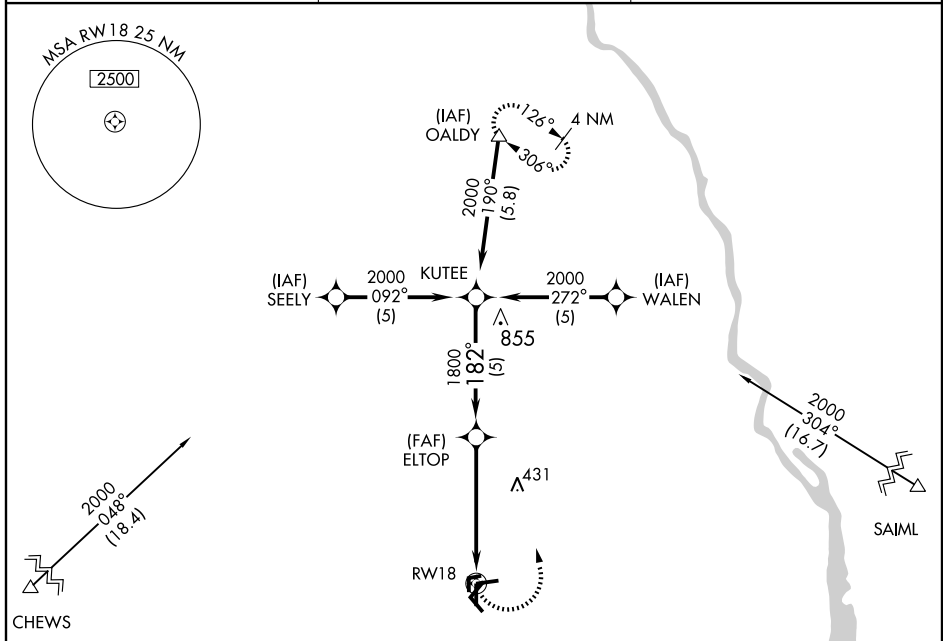 MSA RW18 25 NM
2500
(IAF)
OALDY
126°
4 NM
306°
2000
190°
(5.8)
KUTEE
(IAF)
SEELY
2000
092°
(5)
2000
272°
(5)
(IAF)
WALEN
855
1800
182°
(5)
(FAF)
ELTOP
431
RW18
2000
048°
(18.4)
CHEWS
2000
304°
(16.7)
SAIML